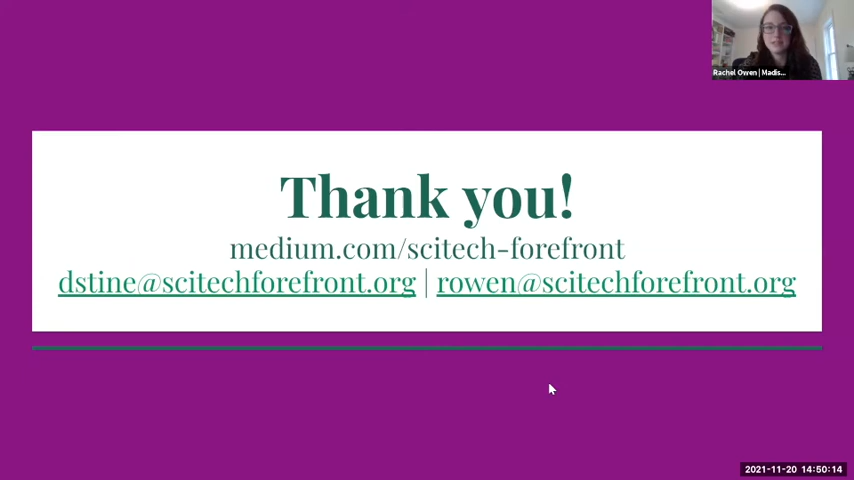 Rachel Owen | Madis...
Thank you!
medium.com/scitech-forefront
dstine@scitechforefront.org | rowen@scitechforefront.org
2021-11-20 14:50:14